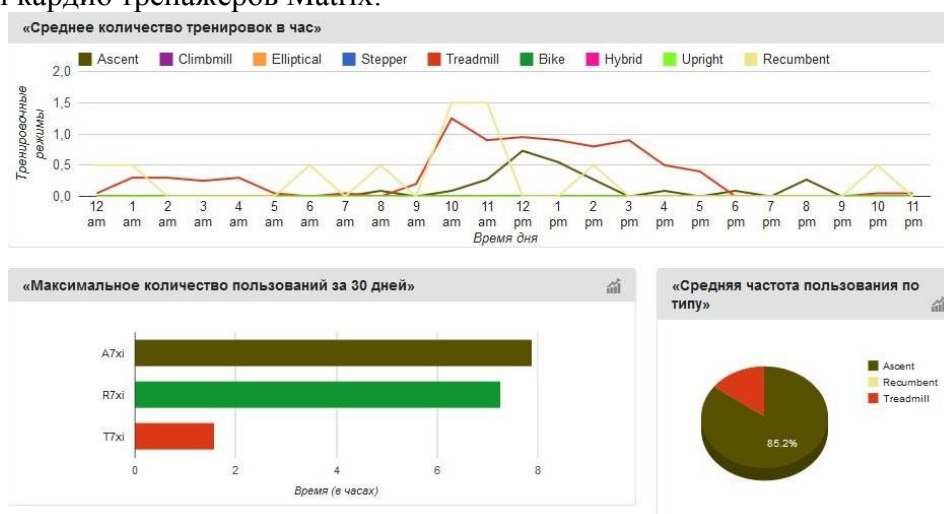 кардио тренажеров Matrix.
«Среднее количество тренировок в час»
Ascent Climbmill Elliptical Stepper Treadmill Bike Hybrid Upright Recumbent
Тренировочные
режимы
2,0
1,5
1,0
0,5
0,0
12 1 2 3 4 5 6 7 8 9 10 11 12 1 2 3 4 5 6 7 8 9 10 11
am am am am am am am am am am am am pm pm pm pm pm pm pm pm pm pm pm pm
Время дня
«Максимальное количество пользований за 30 дней»
A7xi
R7xi
T7xi
0 2 4 6 8
Время (в часах)
«Средняя частота пользования по
типу»
Ascent
Recumbent
Treadmill
85.2%